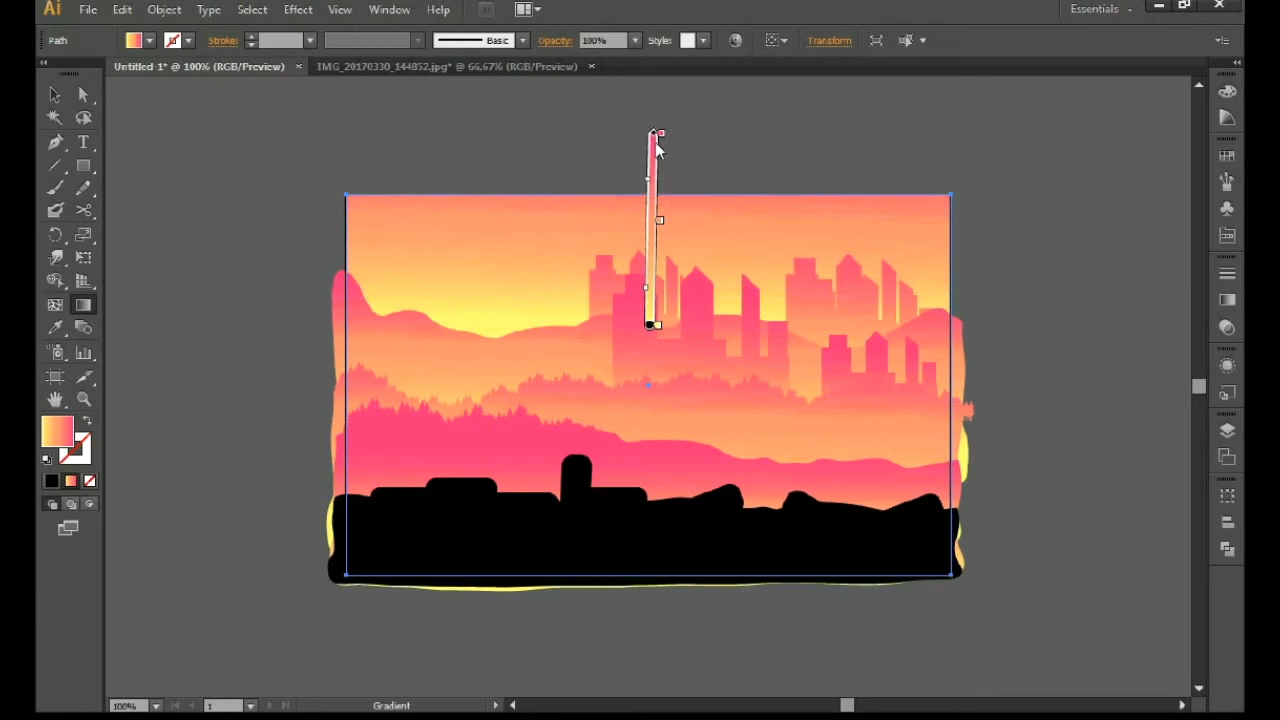 Ai File Edit Object Type Select Effect View Window Help Essentials
Path Stroke: Basic Opacity: 100% Style: Transform
Untitled-1* @ 100% (RGB/Preview) × IMG_20170330_144852.jpg* @ 66,67% (RGB/Preview) ×
T
100% 1 Gradient